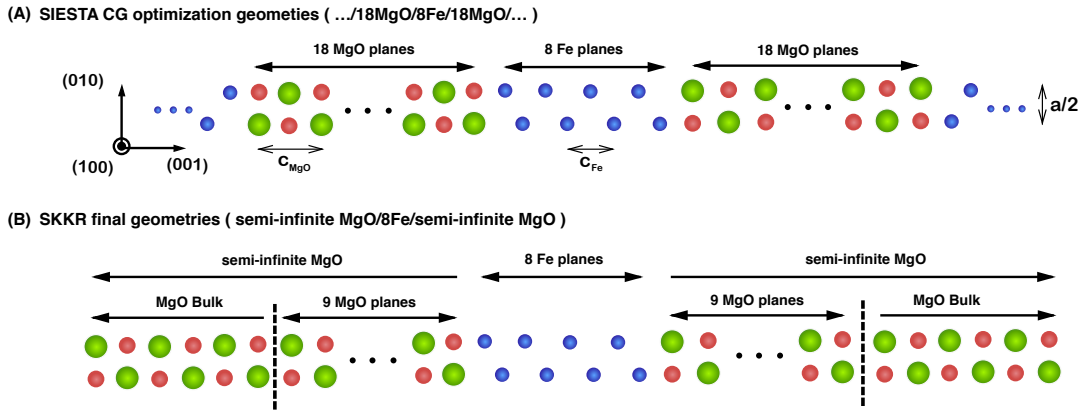 (A) SIESTA CG optimization geometies ( .../18MgO/8Fe/18MgO/... )
18 MgO planes
8 Fe planes
18 MgO planes
(010)
a/2
(100)
(001)
C_MgO
C_Fe
(B) SKKR final geometries ( semi-infinite MgO/8Fe/semi-infinite MgO )
semi-infinite MgO
8 Fe planes
semi-infinite MgO
MgO Bulk
9 MgO planes
9 MgO planes
MgO Bulk